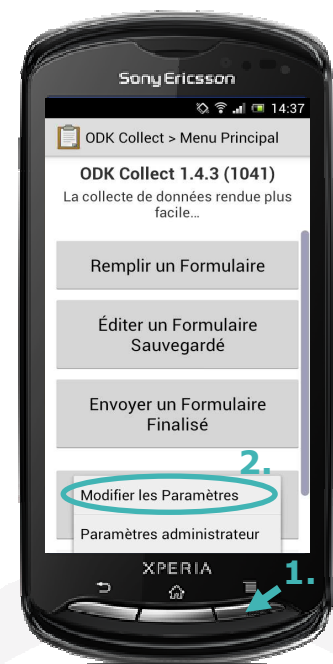 Sony Ericsson
14:37
ODK Collect > Menu Principal
ODK Collect 1.4.3 (1041)
La collecte de données rendue plus
facile…
Remplir un Formulaire
Éditer un Formulaire
Sauvegardé
Envoyer un Formulaire
Finalisé
2.
Modifier les Paramètres
Paramètres administrateur
XPERIA
1.